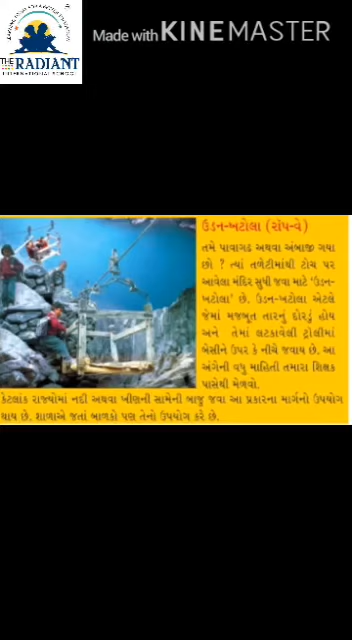 THE RADIANT
INTERNATIONAL SCHOOL
Made with KINEMASTER
ઉડન-ખટોલા (રૉપ-વે)
તમે પાવાગઢ અથવા અંબાજી ગયા
છો ? ત્યાં તળેટીમાંથી ટોચ પર
આવેલા મંદિર સુધી જવા માટે ‘ઉડન-
ખટોલા’ છે. ઉડન-ખટોલા એટલે
જેમાં મજબૂત તારનું દોરડું હોય
અને તેમાં લટકાવેલી ટ્રોલીમાં
બેસીને ઉપર કે નીચે જવાય છે. આ
અંગેની વધુ માહિતી તમારા શિક્ષક
પાસેથી મેળવો.
કેટલાંક રાજ્યોમાં નદી અથવા ખીણની સામેની બાજુ જવા આ પ્રકારના માર્ગનો ઉપયોગ
થાય છે. શાળાએ જતાં બાળકો પણ તેનો ઉપયોગ કરે છે.